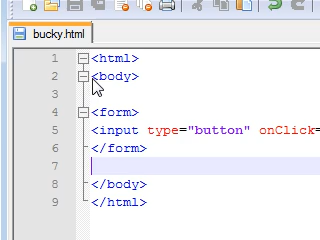 bucky.html
1 <html>
2 <body>
3
4 <form>
5 <input type="button" onClick=
6 </form>
7
8 </body>
9 </html>